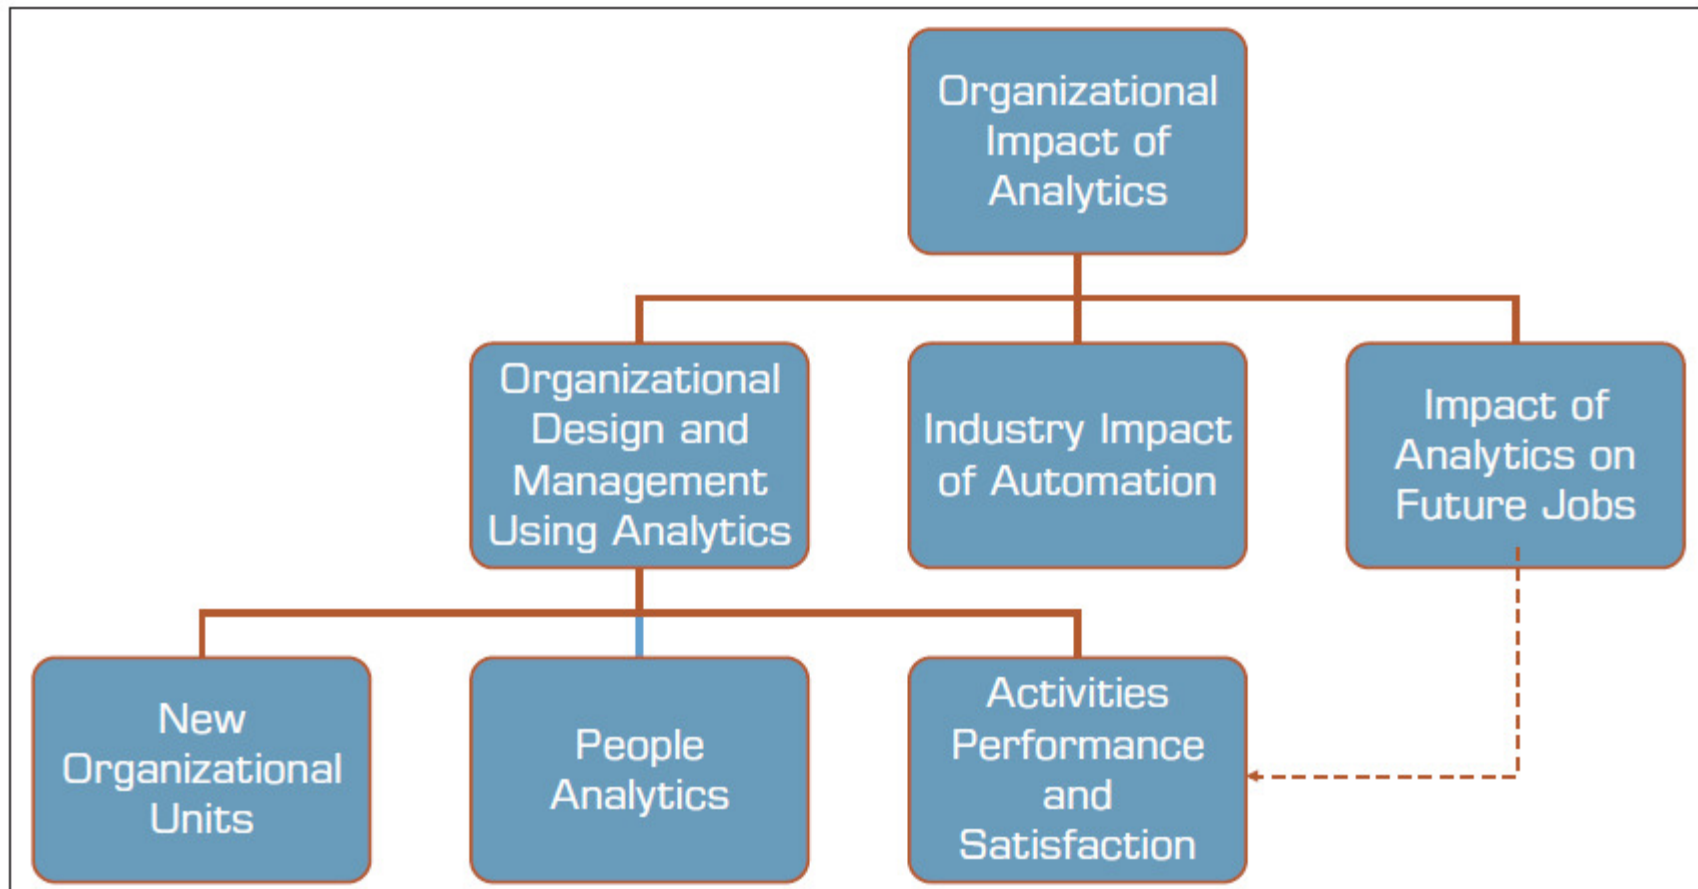 Organizational
Impact of
Analytics
Organizational
Design and
Management
Using Analytics
Industry Impact
of Automation
Impact of
Analytics on
Future Jobs
New
Organizational
Units
People
Analytics
Activities
Performance
and
Satisfaction